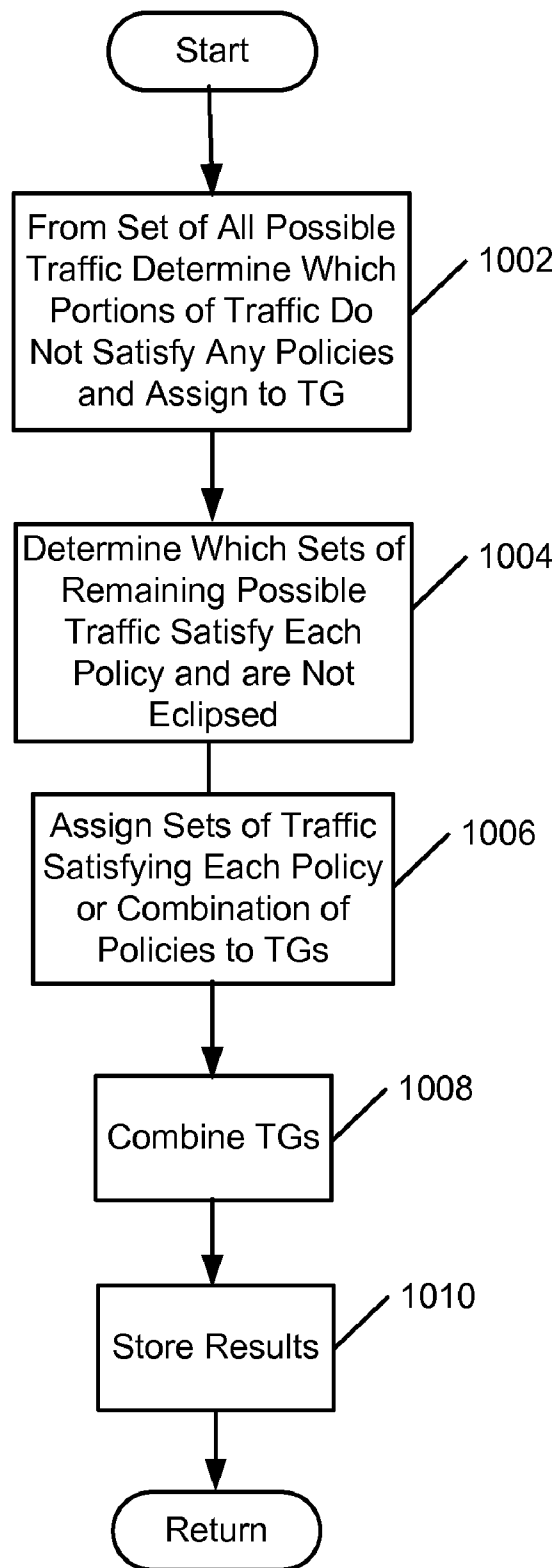 Start
From Set of All Possible
Traffic Determine Which
Portions of Traffic Do
Not Satisfy Any Policies
and Assign to TG
1002
Determine Which Sets of
Remaining Possible
Traffic Satisfy Each
Policy and are Not
Eclipsed
1004
Assign Sets of Traffic
Satisfying Each Policy
or Combination of
Policies to TGs
1006
Combine TGs
1008
Store Results
1010
Return